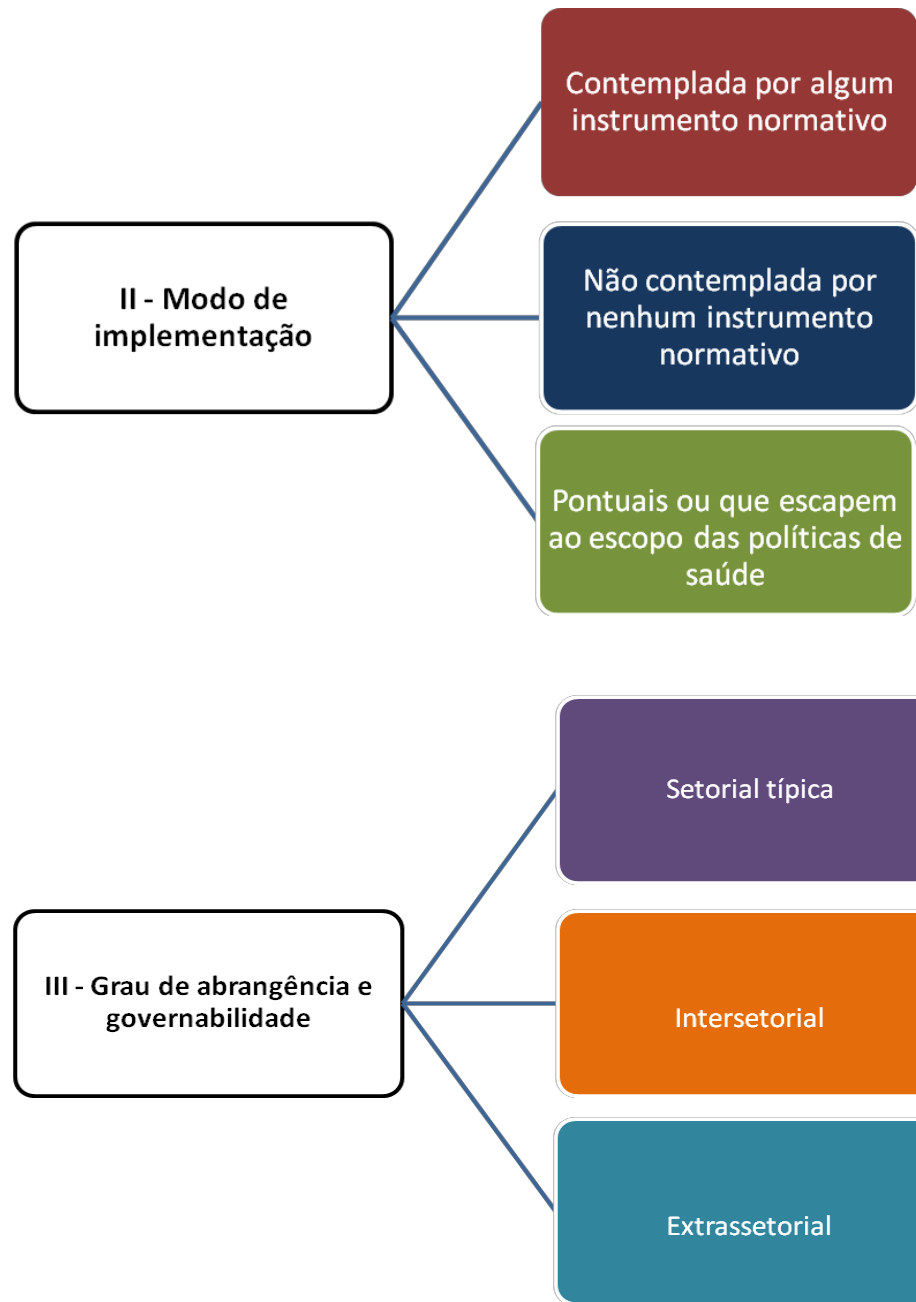 Contemplada por algum
instrumento normativo
II - Modo de
implementação
Não contemplada por
nenhum instrumento
normativo
Pontuais ou que escapem
ao escopo das políticas de
saúde
Setorial típica
III - Grau de abrangência e
governabilidade
Intersetorial
Extrassetorial